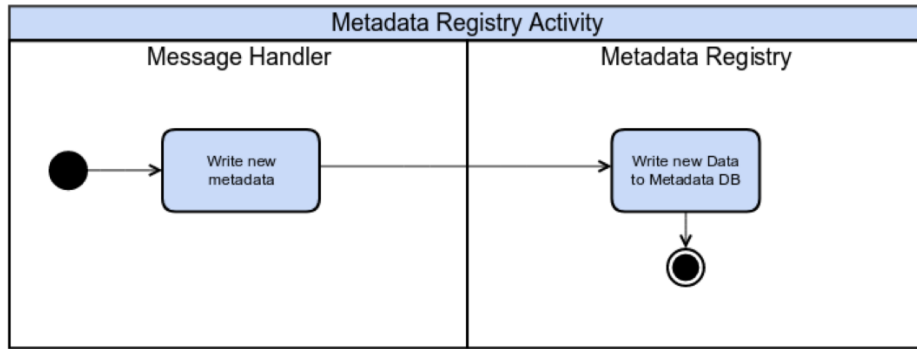 Metadata Registry Activity
Message Handler
Metadata Registry
Write new
metadata
Write new Data
to Metadata DB